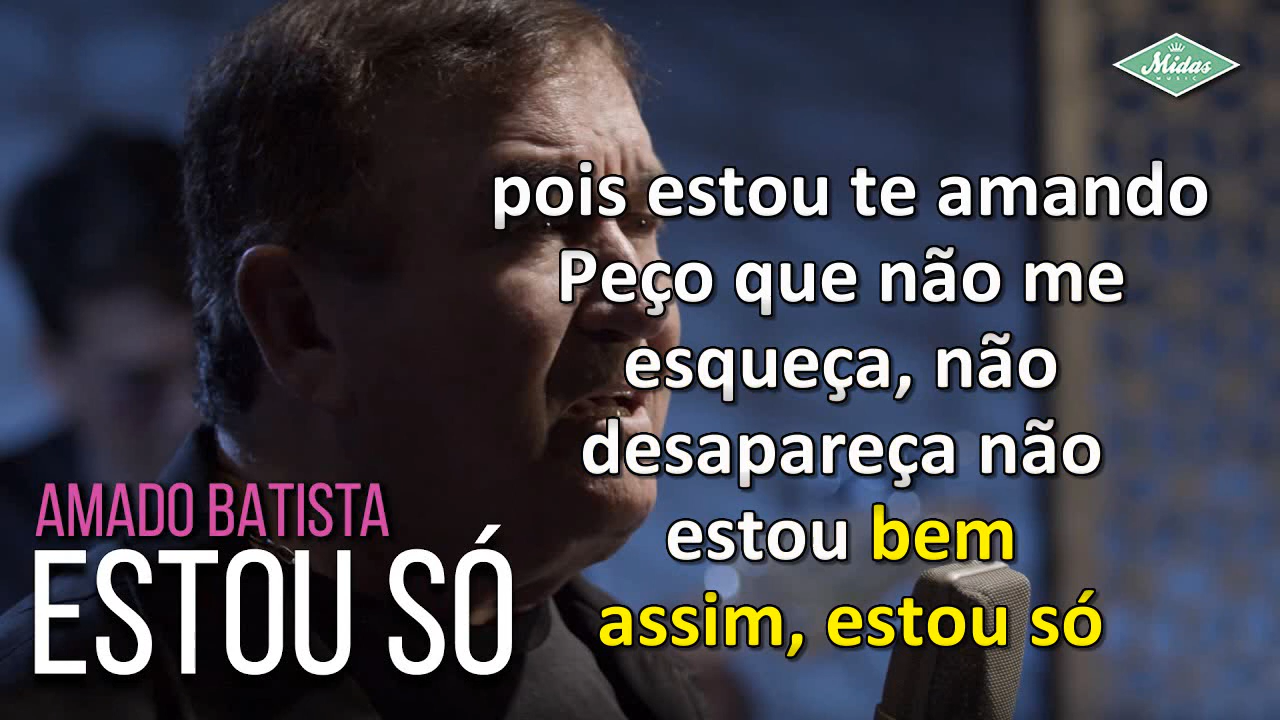 Midas
MUSIC
pois estou te amando
Peço que não me
esqueça, não
desapareça não
estou bem
assim, estou só
AMADO BATISTA
ESTOU SÓ